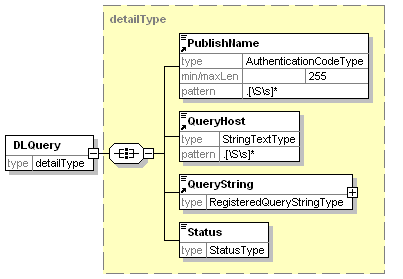 detailType
PublishName
type AuthenticationCodeType
min/maxLen 255
pattern .[\S\s]*
QueryHost
type StringTextType
pattern .[\S\s]*
DLQuery
type detailType
QueryString
type RegisteredQueryStringType
Status
type StatusType